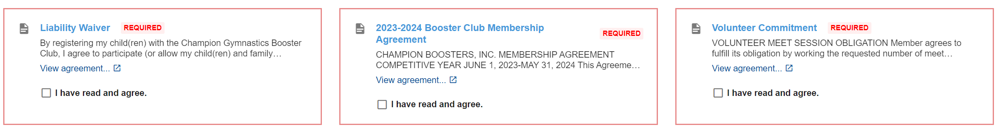 Liability Waiver REQUIRED
By registering my child(ren) with the Champion Gymnastics Booster
Club, I agree to participate (or allow my child(ren) and family…
View agreement...
I have read and agree.
2023-2024 Booster Club Membership
Agreement
REQUIRED
CHAMPION BOOSTERS, INC. MEMBERSHIP AGREEMENT
COMPETITIVE YEAR JUNE 1, 2023-MAY 31, 2024 This Agreeme…
View agreement...
I have read and agree.
Volunteer Commitment REQUIRED
VOLUNTEER MEET SESSION OBLIGATION Member agrees to
fulfill its obligation by working the requested number of meet…
View agreement...
I have read and agree.